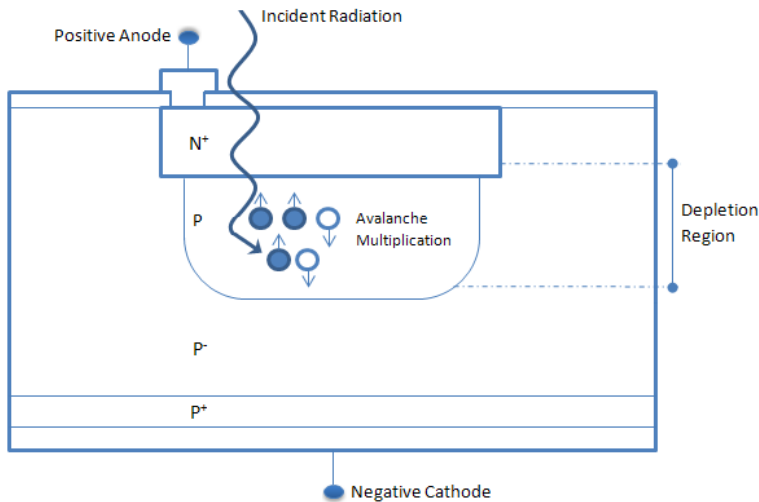 Incident Radiation
Positive Anode
N⁺
P
Avalanche
Multiplication
Depletion
Region
P⁻
P⁺
Negative Cathode